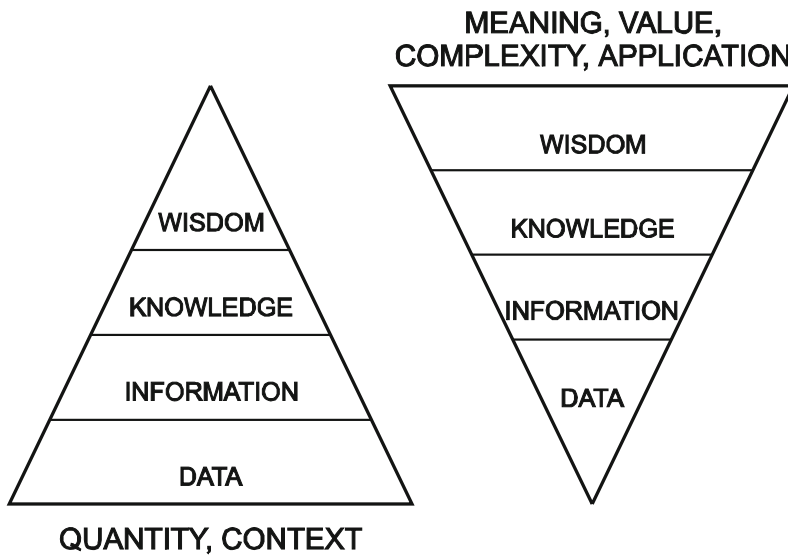 MEANING, VALUE,
COMPLEXITY, APPLICATION
WISDOM
KNOWLEDGE
INFORMATION
DATA
QUANTITY, CONTEXT
WISDOM
KNOWLEDGE
INFORMATION
DATA